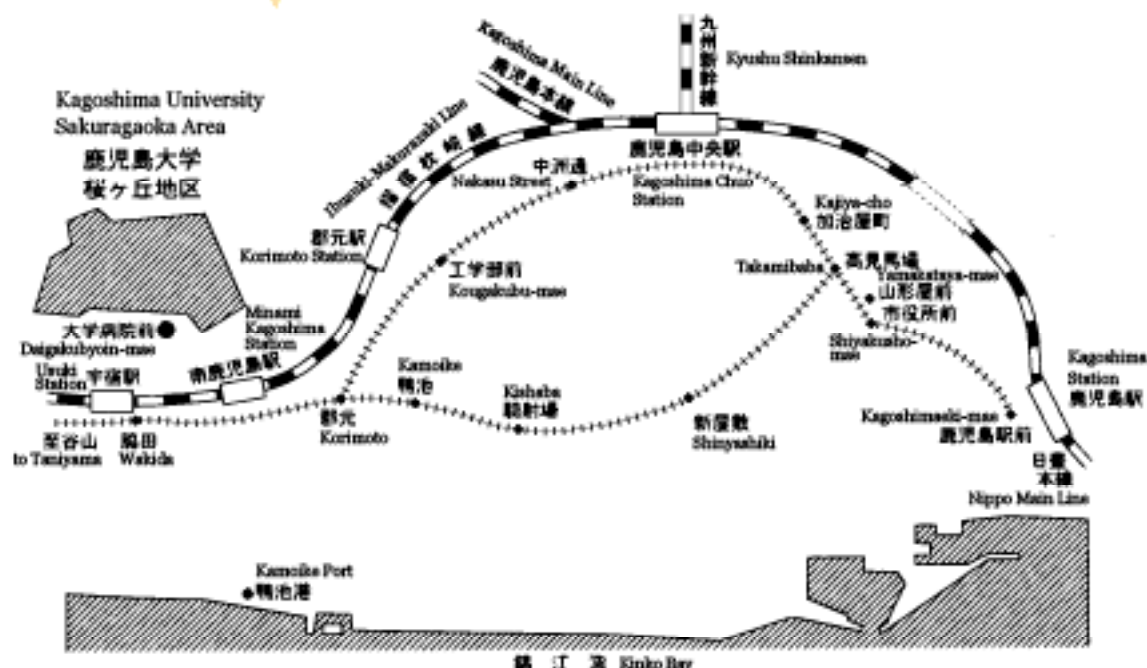 九州新幹線
Kyushu Shinkansen
Kagoshima Main Line
鹿児島本線
Kagoshima University
Sakuragaoka Area
鹿児島大学
桜ヶ丘地区
Ibusuki-Makurazaki Line
指宿枕崎線
中洲通
Nakasu Street
鹿児島中央駅
Kagoshima Chuo
Station
Kajiya-cho
加治屋町
郡元駅
Korimoto Station
工学部前
Kougakubu-mae
Takamibaba
高見馬場
Yamakataya-mae
山形屋前
市役所前
Shiyakusho-
mae
大学病院前
Daigakubyoin-mae
Minami
Kagoshima
Station
南鹿児島駅
Usuki
Station
宇宿駅
Kamoike
鴨池
Kishaba
騎射場
Kagoshima
Station
鹿児島駅
Kagoshimaeki-mae
鹿児島駅前
郡元
Korimoto
新屋敷
Shinyashiki
至谷山
to Taniyama
脇田
Wakida
日豊
本線
Nippo Main Line
Kamoike Port
鴨池港
錦江湾 Kinko Bay